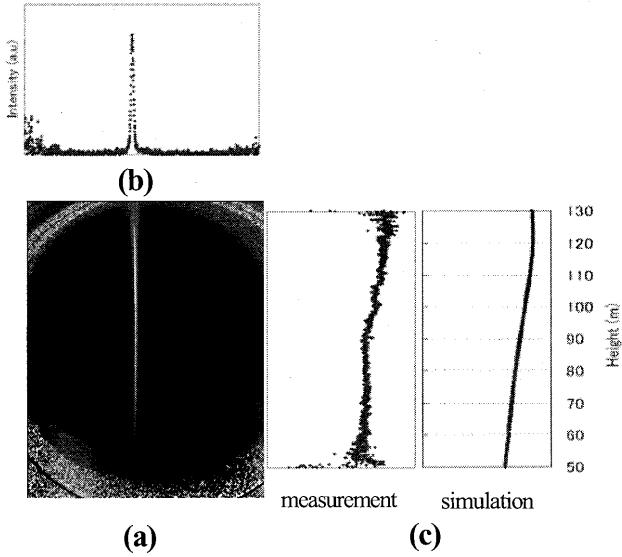 Intensity (a.u)
(b)
130
120
110
100
90
80
70
60
50
Height (m)
measurement
simulation
(a)
(c)